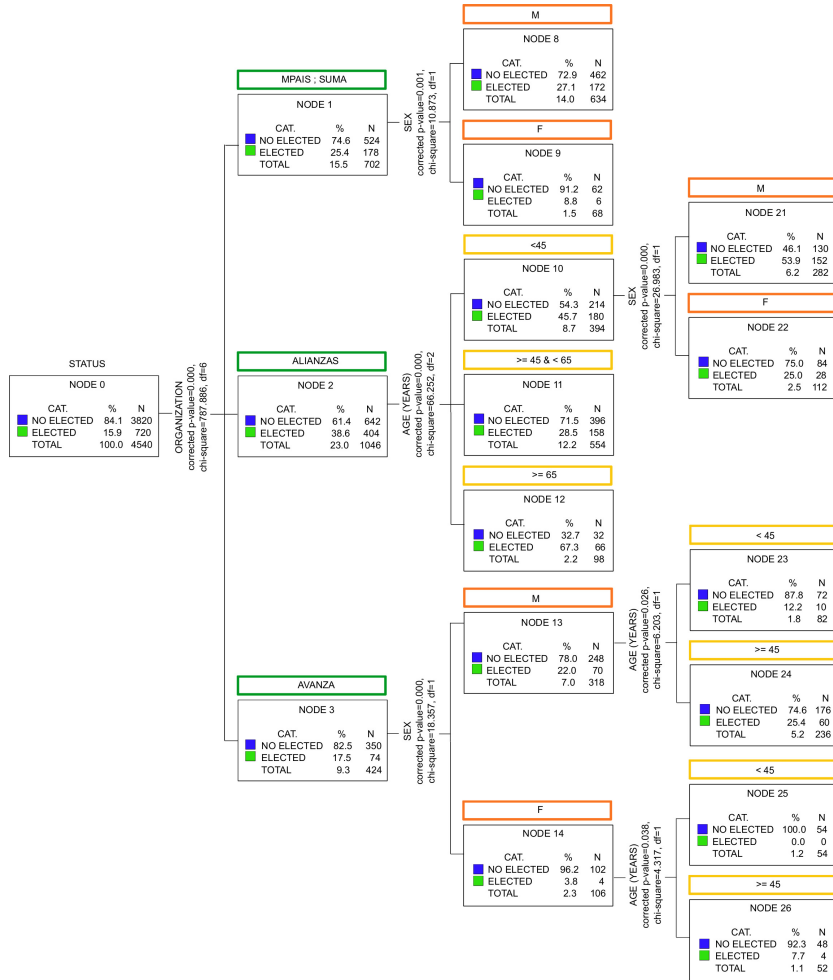 STATUS
NODE 0
CAT. % N
NO ELECTED 84.1 3820
ELECTED 15.9 720
TOTAL 100.0 4540
ORGANIZATION
corrected p-value=0.000,
chi-square=787.886, df=6
MPAIS ; SUMA
NODE 1
CAT. % N
NO ELECTED 74.6 524
ELECTED 25.4 178
TOTAL 15.5 702
SEX
corrected p-value=0.001,
chi-square=10.873, df=1
M
NODE 8
CAT. % N
NO ELECTED 72.9 462
ELECTED 27.1 172
TOTAL 14.0 634
F
NODE 9
CAT. % N
NO ELECTED 91.2 62
ELECTED 8.8 6
TOTAL 1.5 68
ALIANZAS
NODE 2
CAT. % N
NO ELECTED 61.4 642
ELECTED 38.6 404
TOTAL 23.0 1046
AGE (YEARS)
corrected p-value=0.000,
chi-square=66.252, df=2
<45
NODE 10
CAT. % N
NO ELECTED 54.3 214
ELECTED 45.7 180
TOTAL 8.7 394
SEX
corrected p-value=0.000,
chi-square=26.983, df=1
M
NODE 21
CAT. % N
NO ELECTED 46.1 130
ELECTED 53.9 152
TOTAL 6.2 282
F
NODE 22
CAT. % N
NO ELECTED 75.0 84
ELECTED 25.0 28
TOTAL 2.5 112
>= 45 & < 65
NODE 11
CAT. % N
NO ELECTED 71.5 396
ELECTED 28.5 158
TOTAL 12.2 554
>= 65
NODE 12
CAT. % N
NO ELECTED 32.7 32
ELECTED 67.3 66
TOTAL 2.2 98
AVANZA
NODE 3
CAT. % N
NO ELECTED 82.5 350
ELECTED 17.5 74
TOTAL 9.3 424
SEX
corrected p-value=0.000,
chi-square=18.357, df=1
M
NODE 13
CAT. % N
NO ELECTED 78.0 248
ELECTED 22.0 70
TOTAL 7.0 318
AGE (YEARS)
corrected p-value=0.026,
chi-square=6.203, df=1
< 45
NODE 23
CAT. % N
NO ELECTED 87.8 72
ELECTED 12.2 10
TOTAL 1.8 82
>= 45
NODE 24
CAT. % N
NO ELECTED 74.6 176
ELECTED 25.4 60
TOTAL 5.2 236
F
NODE 14
CAT. % N
NO ELECTED 96.2 102
ELECTED 3.8 4
TOTAL 2.3 106
AGE (YEARS)
corrected p-value=0.038,
chi-square=4.317, df=1
< 45
NODE 25
CAT. % N
NO ELECTED 100.0 54
ELECTED 0.0 0
TOTAL 1.2 54
>= 45
NODE 26
CAT. % N
NO ELECTED 92.3 48
ELECTED 7.7 4
TOTAL 1.1 52